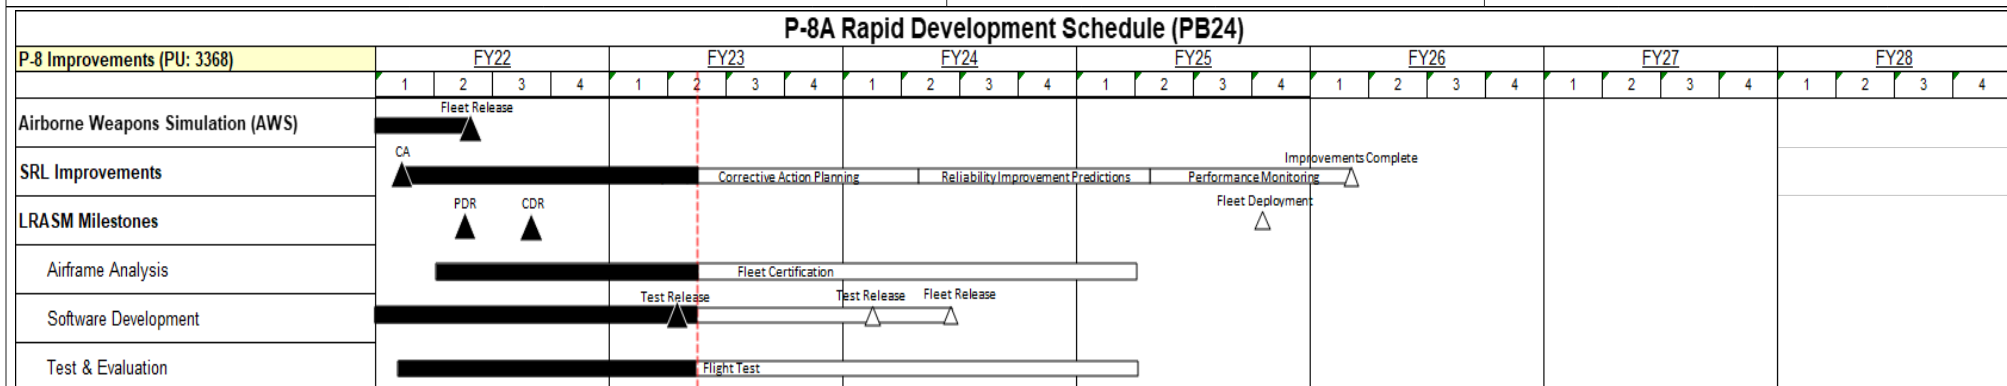 P-8A Rapid Development Schedule (PB24)
P-8 Improvements (PU: 3368) FY22 FY23 FY24 FY25 FY26 FY27 FY28
1 2 3 4 1 2 3 4 1 2 3 4 1 2 3 4 1 2 3 4 1 2 3 4 1 2 3 4
Fleet Release
Airborne Weapons Simulation (AWS)
CA Improvements Complete
SRL Improvements Corrective Action Planning Reliability Improvement Predictions Performance Monitoring
PDR CDR Fleet Deployment
LRASM Milestones
Airframe Analysis Fleet Certification
Test Release Test Release Fleet Release
Software Development
Test & Evaluation Flight Test